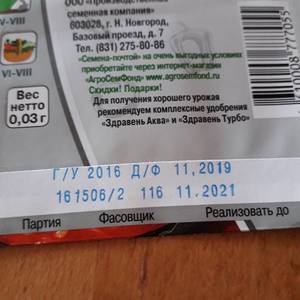 ООО «Производственная
семенная компания»
603028, г. Н. Новгород,
Базовый проезд, д. 7
Тел. (831) 275-80-86
V-VIII
«Семена-почтой» на очень выгодных условиях
приобретайте через интернет-магазин
«АгроСемФонд» www.agrosemfond.ru
Скидки! Подарки!
VI-VIII
Для получения хорошего урожая
рекомендуем комплексные удобрения
«Здравень Аква» и «Здравень Турбо»
Вес
нетто
0,03 г
Г/У 2016 Д/Ф 11,2019
161506/2 116 11.2021
Партия Фасовщик Реализовать до